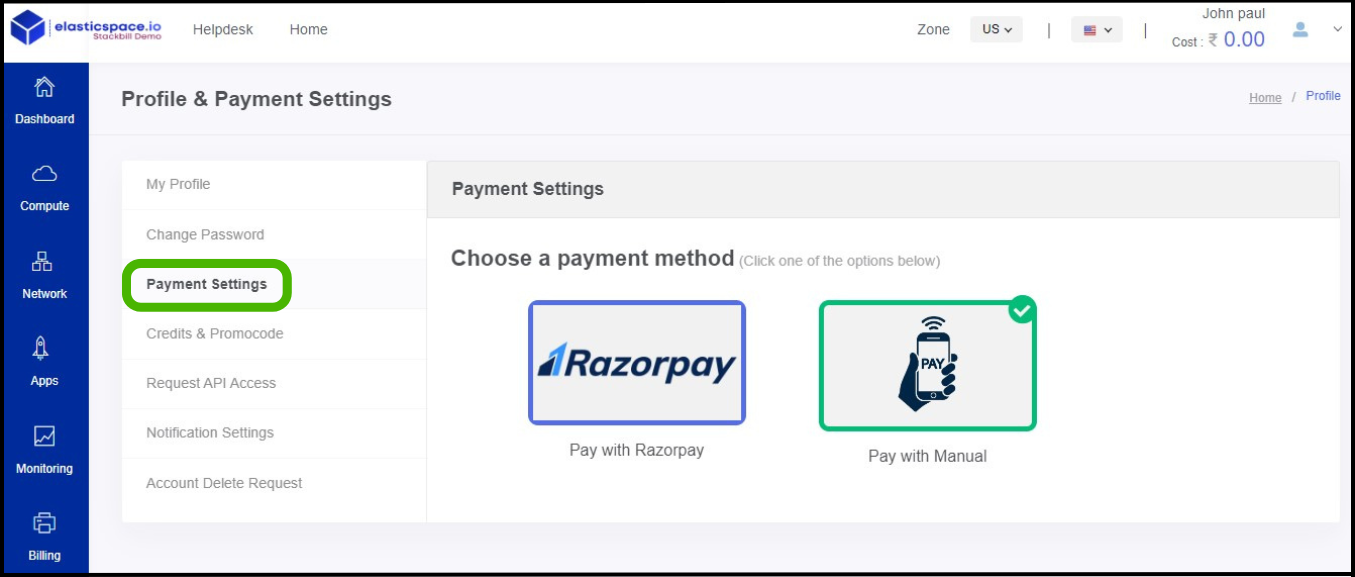 elasticspace.io
Stackbill Demo
Helpdesk
Home
Zone
US
John paul
Cost : ₹ 0.00
Dashboard
Compute
Network
Apps
Monitoring
Billing
Profile & Payment Settings
Home / Profile
My Profile
Change Password
Payment Settings
Credits & Promocode
Request API Access
Notification Settings
Account Delete Request
Payment Settings
Choose a payment method (Click one of the options below)
Razorpay
Pay with Razorpay
PAY
Pay with Manual